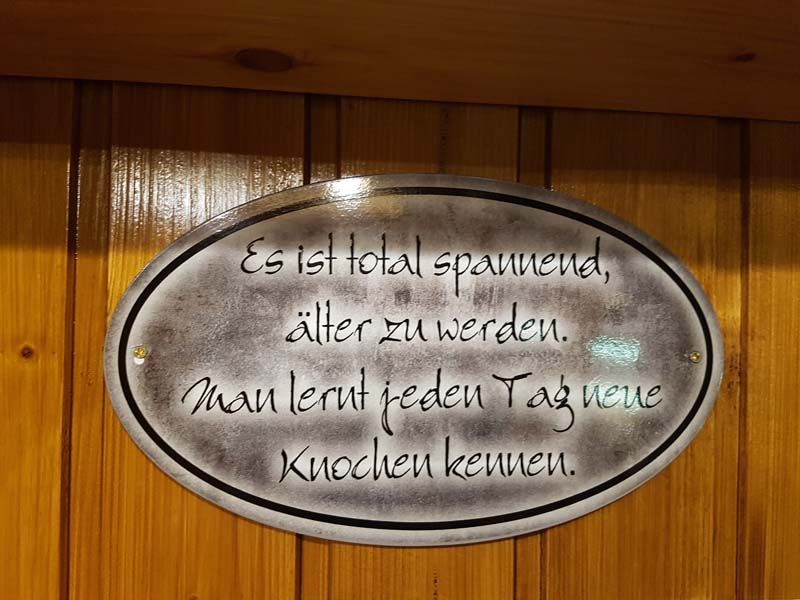 Es ist total spannend,
älter zu werden.
Man lernt jeden Tag neue
Knochen kennen.